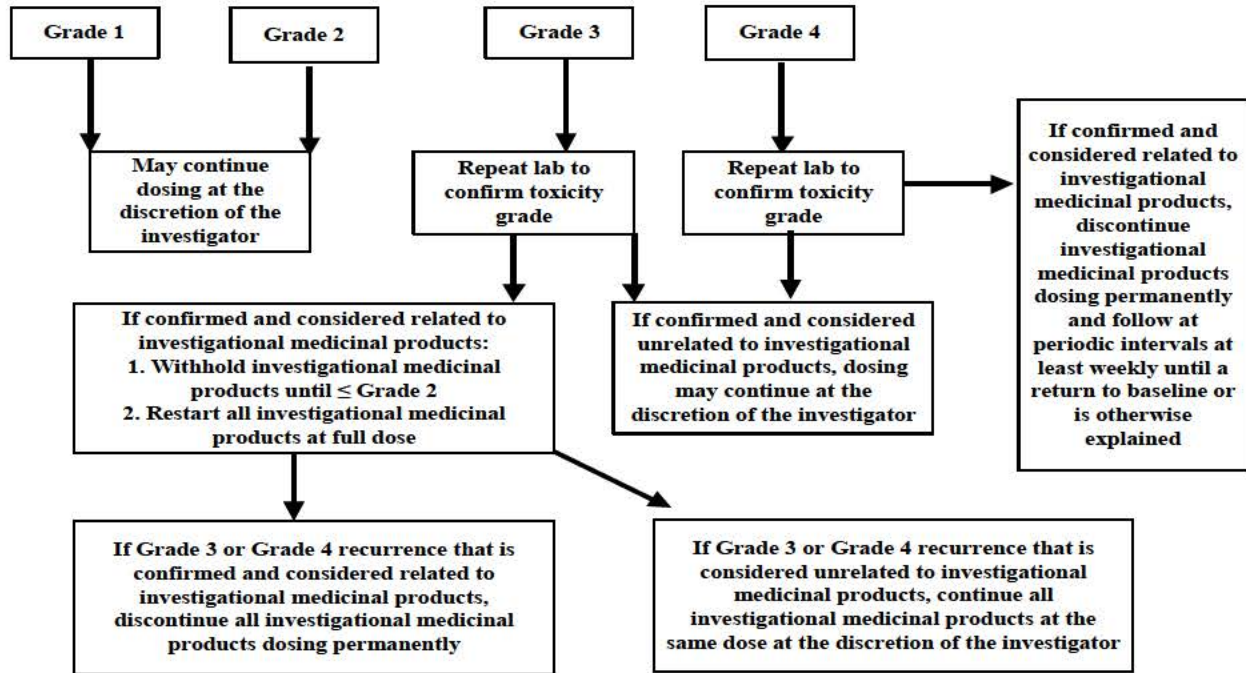 Grade 1
Grade 2
Grade 3
Grade 4
May continue
dosing at the
discretion of the
investigator
Repeat lab to
confirm toxicity
grade
Repeat lab to
confirm toxicity
grade
If confirmed and
considered related to
investigational
medicinal products,
discontinue
investigational
medicinal products
dosing permanently
and follow at
periodic intervals at
least weekly until a
return to baseline or
is otherwise
explained
If confirmed and considered related to
investigational medicinal products:
1. Withhold investigational medicinal
products until ≤ Grade 2
2. Restart all investigational medicinal
products at full dose
If confirmed and considered
unrelated to investigational
medicinal products, dosing
may continue at the
discretion of the investigator
If Grade 3 or Grade 4 recurrence that is
confirmed and considered related to
investigational medicinal products,
discontinue all investigational medicinal
products dosing permanently
If Grade 3 or Grade 4 recurrence that is
considered unrelated to investigational
medicinal products, continue all
investigational medicinal products at the
same dose at the discretion of the investigator